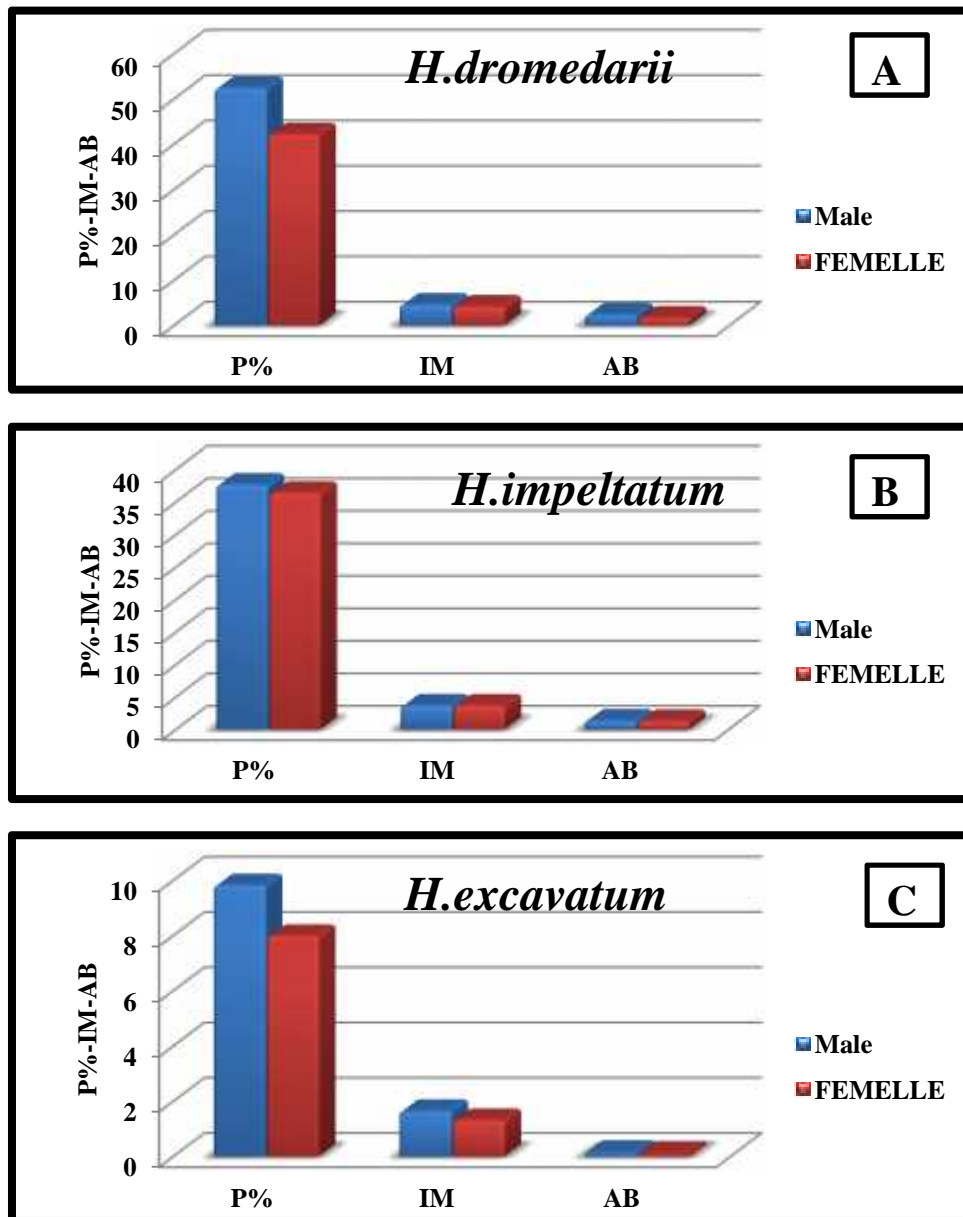 H.dromedarii
A
P%-IM-AB
60
50
40
30
20
10
0
P% IM AB
Male
FEMELLE
H.impeltatum
B
P%-IM-AB
40
35
30
25
20
15
10
5
0
P% IM AB
Male
FEMELLE
H.excavatum
C
P%-IM-AB
10
8
6
4
2
0
P% IM AB
Male
FEMELLE